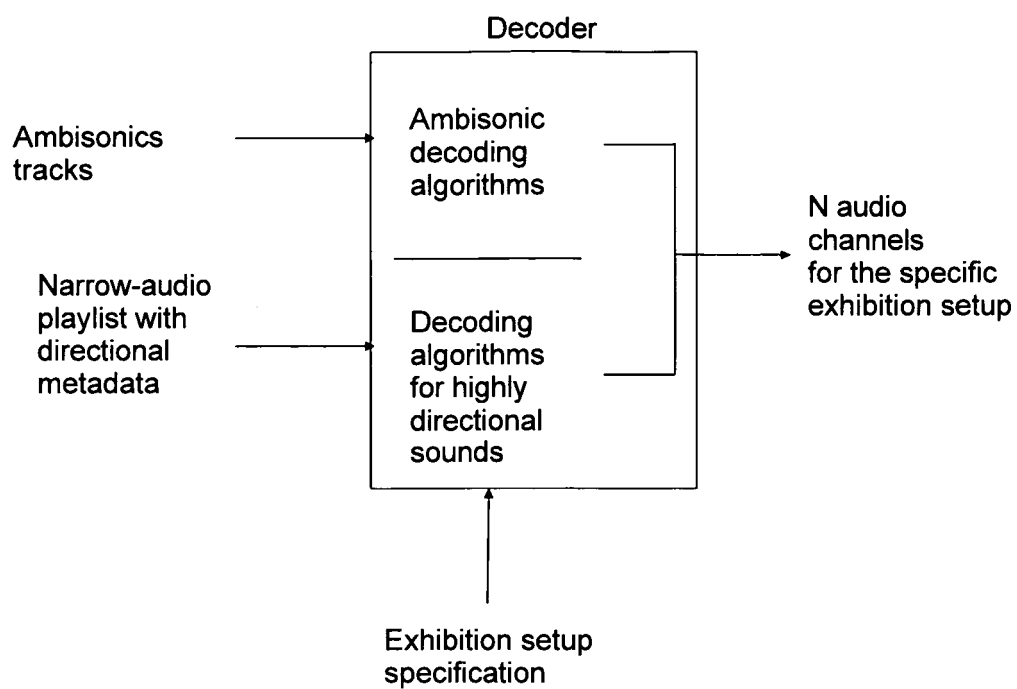 Decoder
Ambisonics
tracks
Ambisonic
decoding
algorithms
N audio
channels
for the specific
exhibition setup
Narrow-audio
playlist with
directional
metadata
Decoding
algorithms
for highly
directional
sounds
Exhibition setup
specification